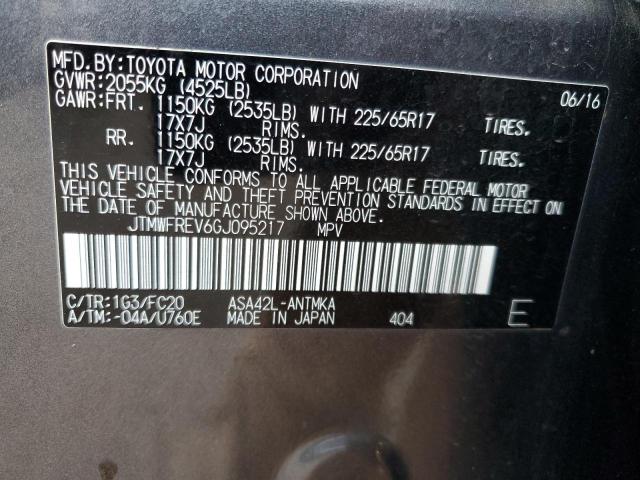 MFD.BY:TOYOTA MOTOR CORPORATION 06/16
GVWR:2055KG (4525LB)
GAWR:FRT. 1150KG (2535LB) WITH 225/65R17 TIRES.
17X7J RIMS.
RR. 1150KG (2535LB) WITH 225/65R17 TIRES.
17X7J RIMS.
THIS VEHICLE CONFORMS TO ALL APPLICABLE FEDERAL MOTOR
VEHICLE SAFETY AND THEFT PREVENTION STANDARDS IN EFFECT ON
THE DATE OF MANUFACTURE SHOWN ABOVE.
JTMWFREV6GJ095217 MPV
C/TR:1G3/FC20 ASA42L-ANTMKA
A/TM:-04A/U760E MADE IN JAPAN 404 E